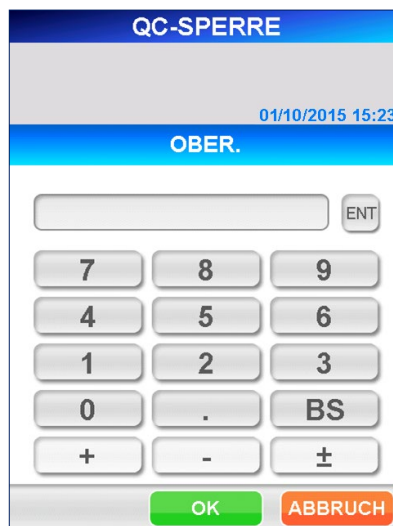 QC-SPERRE
01/10/2015 15:23
OBER.
ENT
7 8 9
4 5 6
1 2 3
0 . BS
+ - ±
OK ABBRUCH